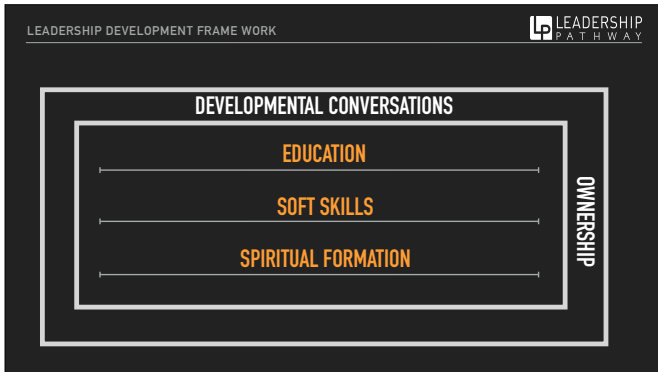 LEADERSHIP DEVELOPMENT FRAME WORK
LP LEADERSHIP
PATHWAY
DEVELOPMENTAL CONVERSATIONS
EDUCATION
SOFT SKILLS
SPIRITUAL FORMATION
OWNERSHIP